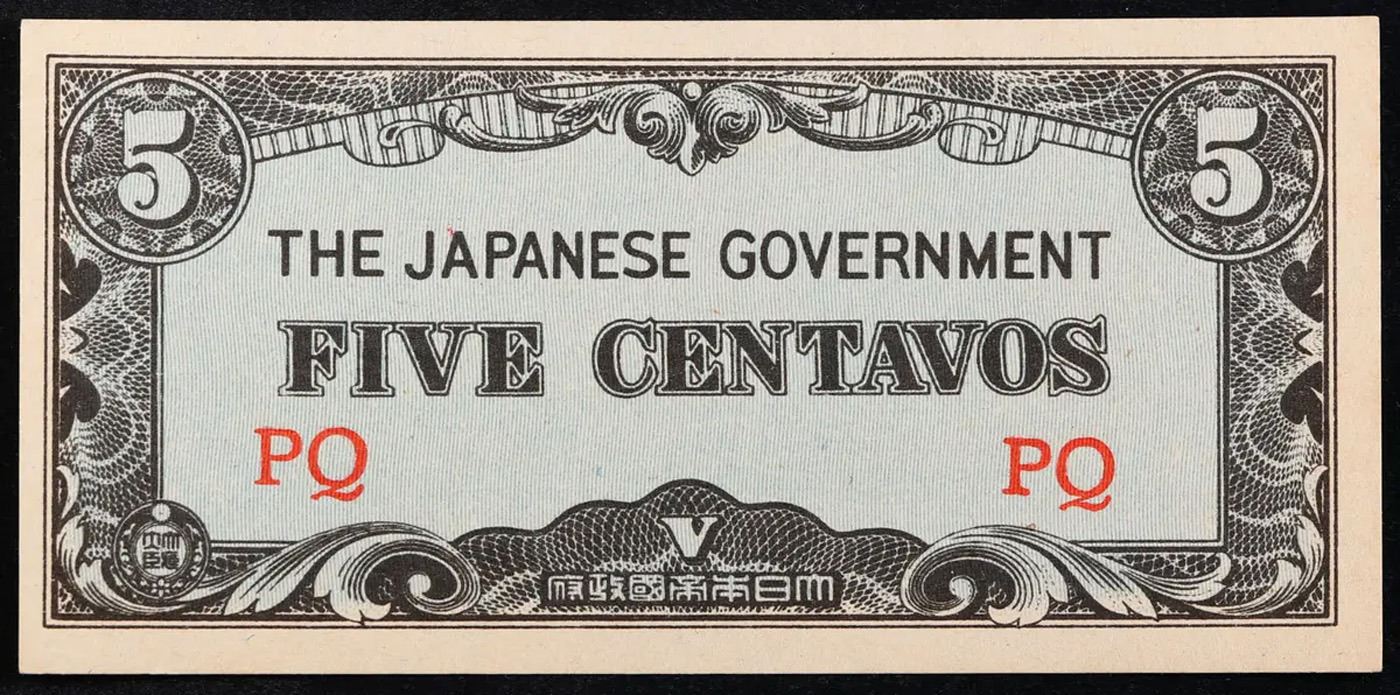 5 5
THE JAPANESE GOVERNMENT
FIVE CENTAVOS
PQ PQ
V
府政國帝本日大